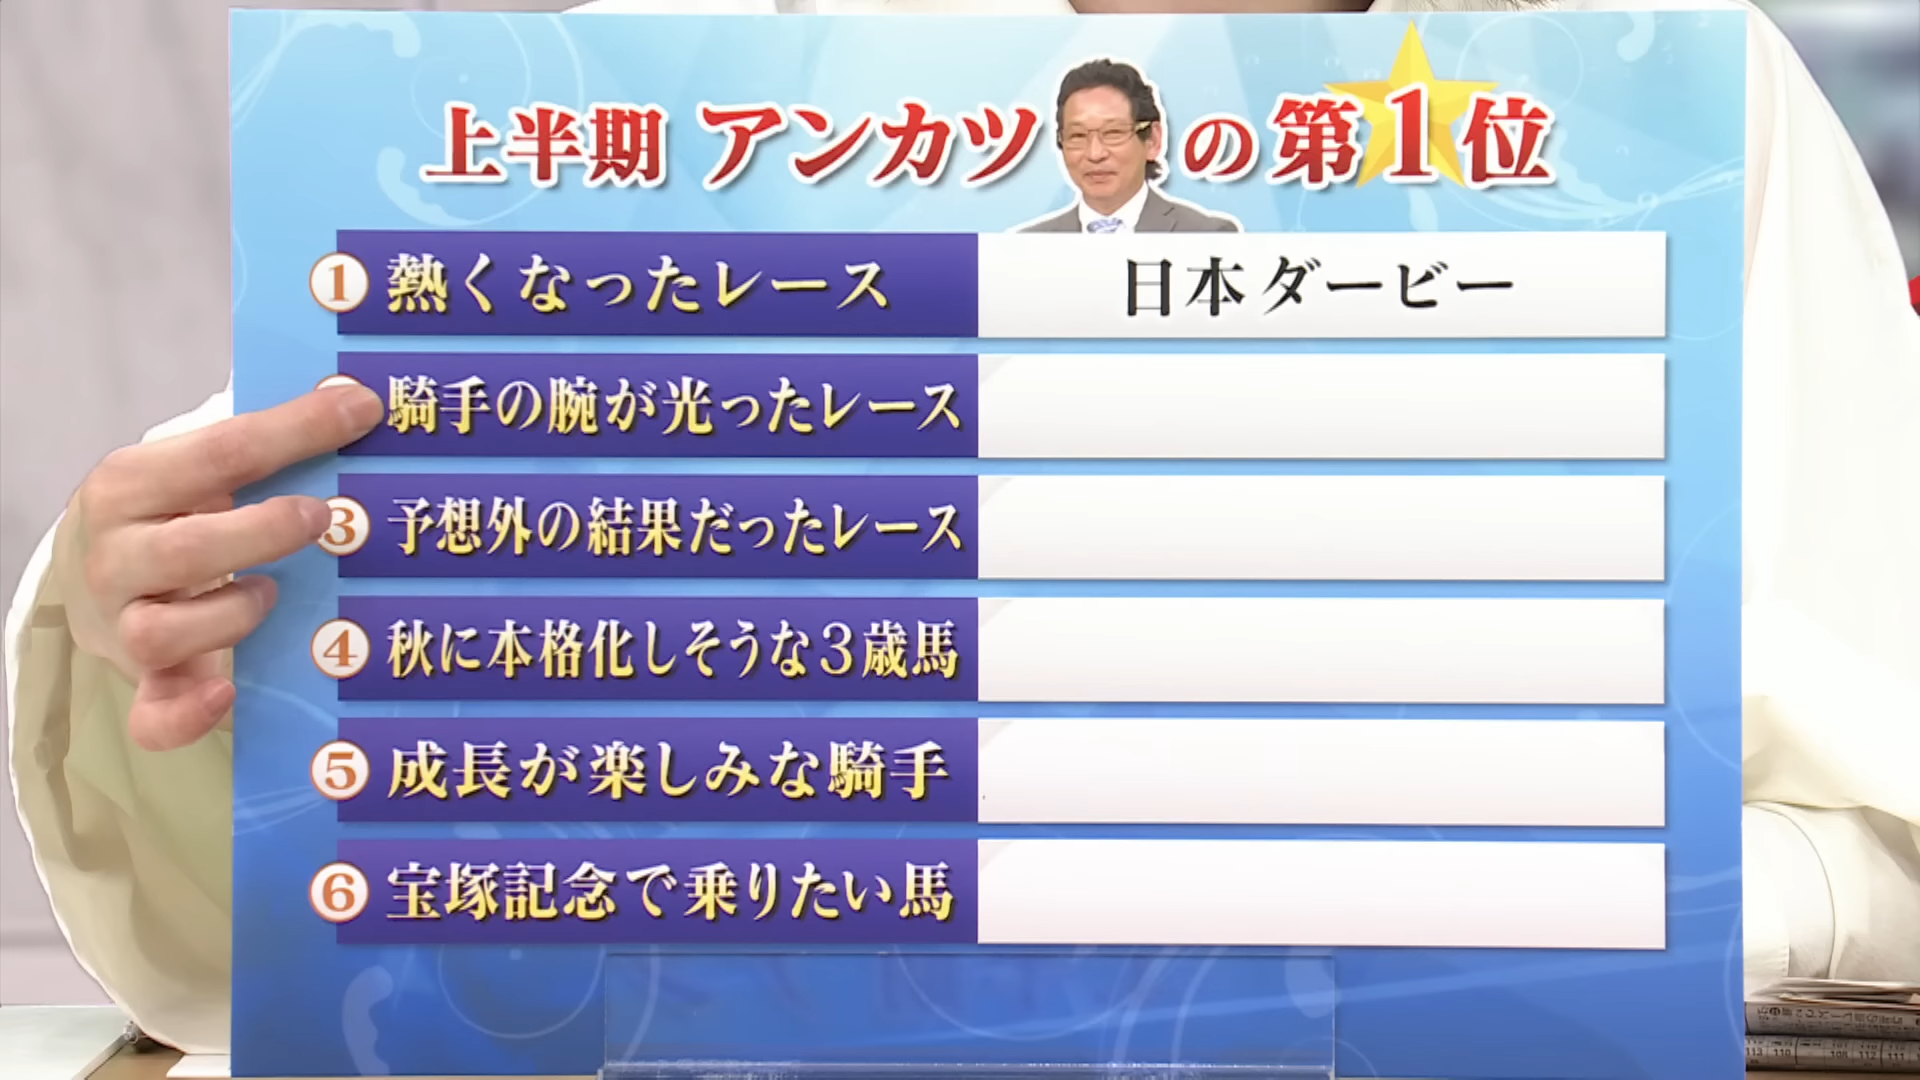 上半期 アンカツ の第1位
① 熱くなったレース 日本ダービー
騎手の腕が光ったレース
③ 予想外の結果だったレース
④ 秋に本格化しそうな3歳馬
⑤ 成長が楽しみな騎手
⑥ 宝塚記念で乗りたい馬